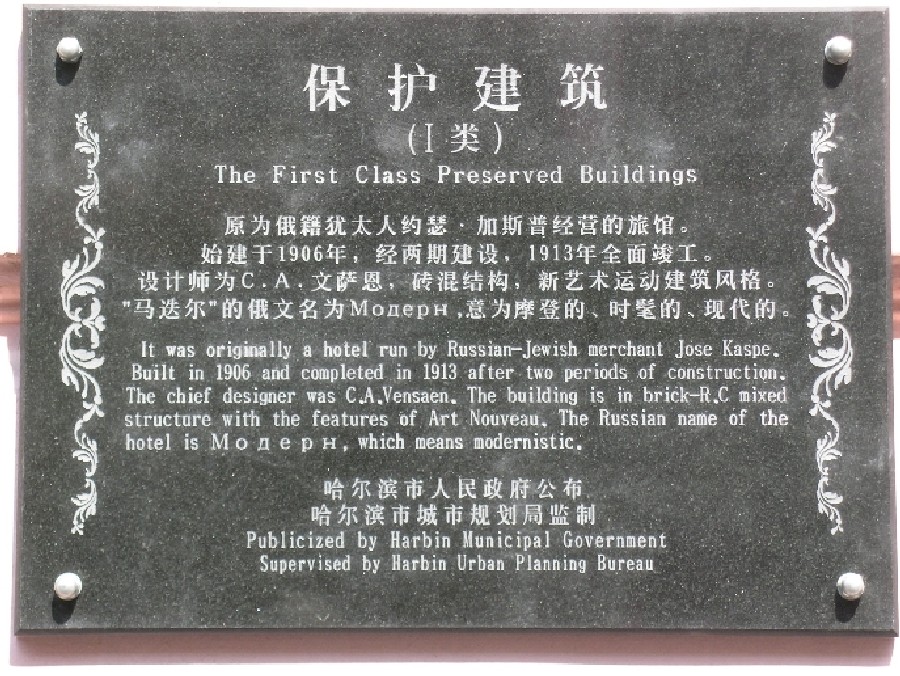 保护建筑
(I类)
The First Class Preserved Buildings
原为俄籍犹太人约瑟·加斯普经营的旅馆。
始建于1906年，经两期建设，1913年全面竣工。
设计师为C.A.文萨恩，砖混结构，新艺术运动建筑风格。
"马迭尔"的俄文名为Модерн,意为摩登的、时髦的、现代的。
It was originally a hotel run by Russian-Jewish merchant Jose Kaspe.
Built in 1906 and completed in 1913 after two periods of construction.
The chief designer was C.A.Vensaen. The building is in brick-R.C mixed
structure with the features of Art Nouveau. The Russian name of the
hotel is Модерн, which means modernistic.
哈尔滨市人民政府公布
哈尔滨市城市规划局监制
Publicized by Harbin Municipal Government
Supervised by Harbin Urban Planning Bureau